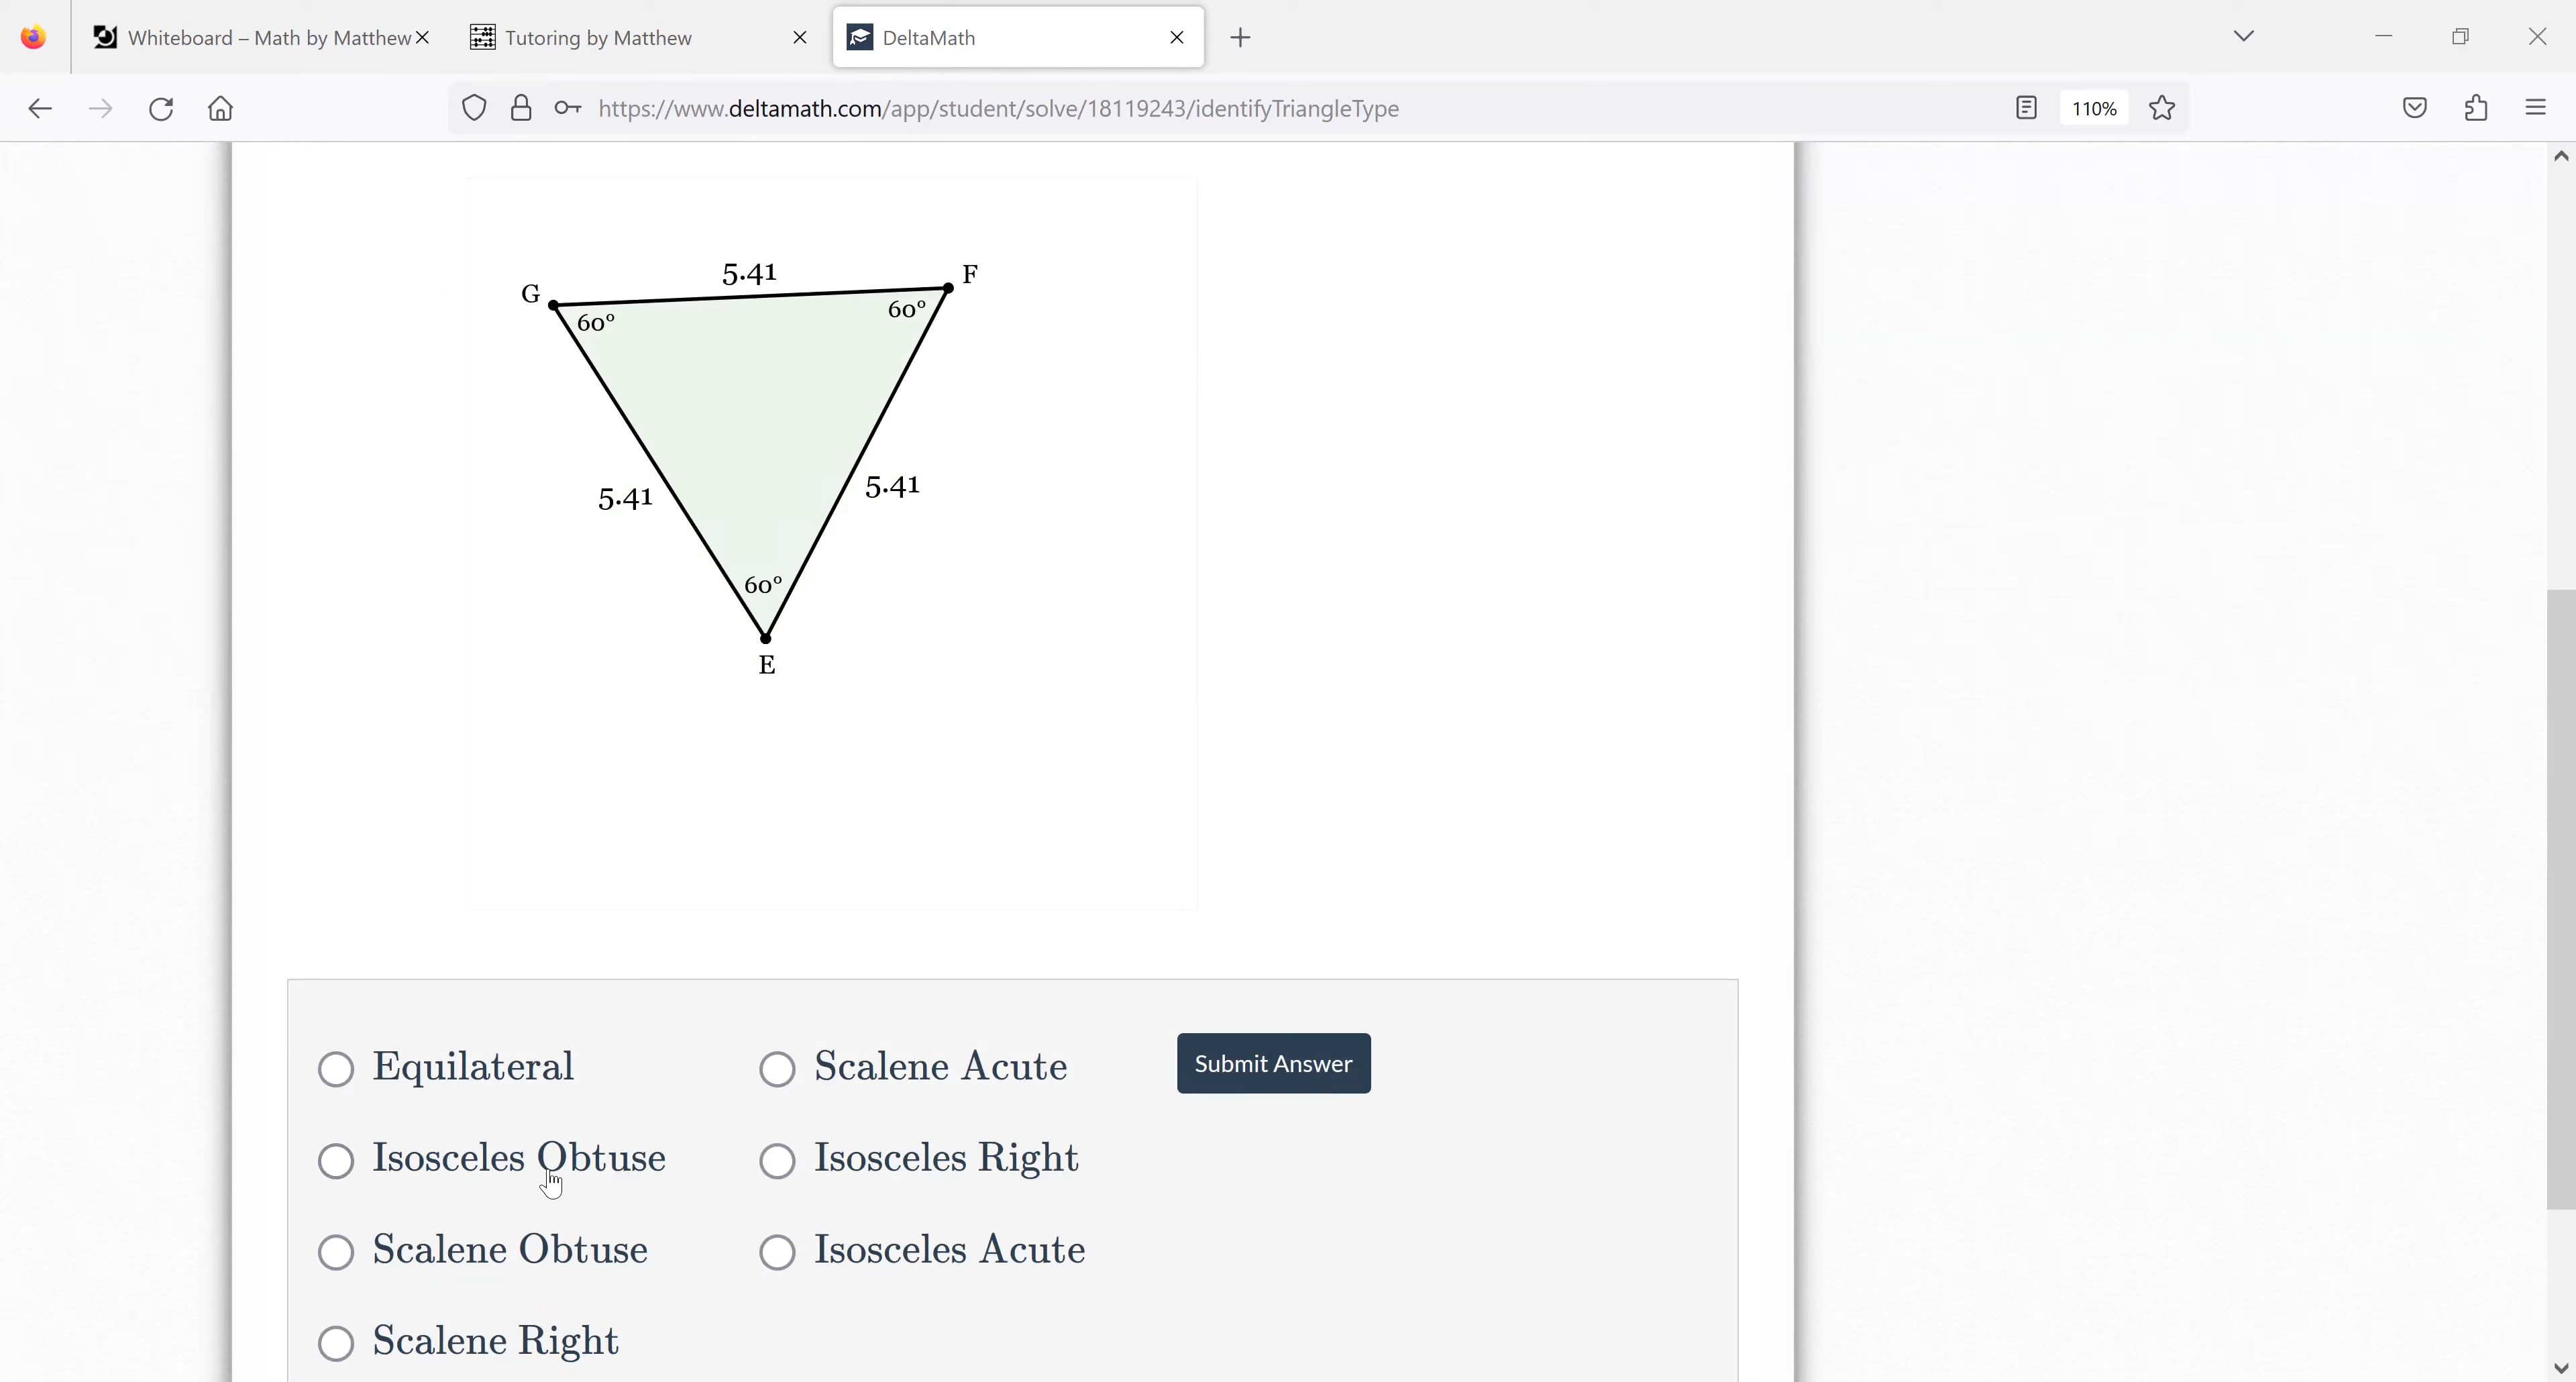 Whiteboard – Math by Matthew
Tutoring by Matthew
DeltaMath
https://www.deltamath.com/app/student/solve/18119243/identifyTriangleType
110%
5.41
G
F
60°
60°
5.41
5.41
60°
E
Equilateral
Scalene Acute
Submit Answer
Isosceles Obtuse
Isosceles Right
Scalene Obtuse
Isosceles Acute
Scalene Right